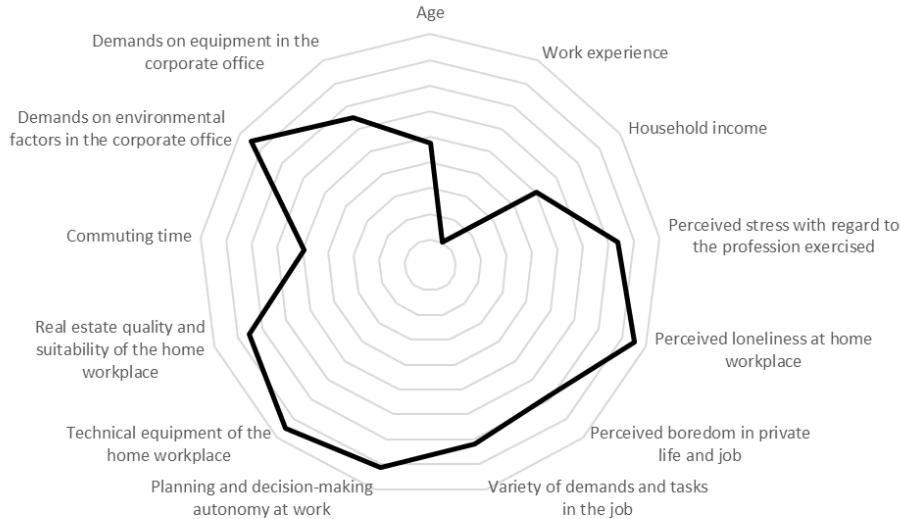 Age
Work experience
Household income
Perceived stress with regard to
the profession exercised
Perceived loneliness at home
workplace
Perceived boredom in private
life and job
Variety of demands and tasks
in the job
Planning and decision-making
autonomy at work
Technical equipment of the
home workplace
Real estate quality and
suitability of the home
workplace
Commuting time
Demands on environmental
factors in the corporate office
Demands on equipment in the
corporate office